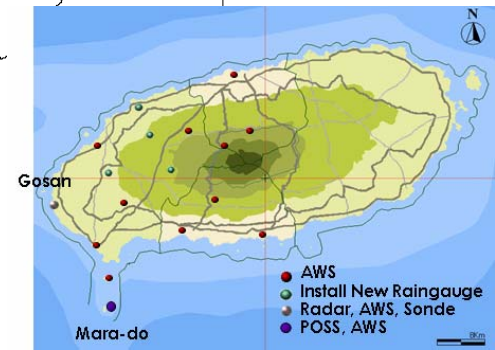 N
Gosan
AWS
Install New Raingauge
Radar, AWS, Sonde
POSS, AWS
Mara-do
8Km